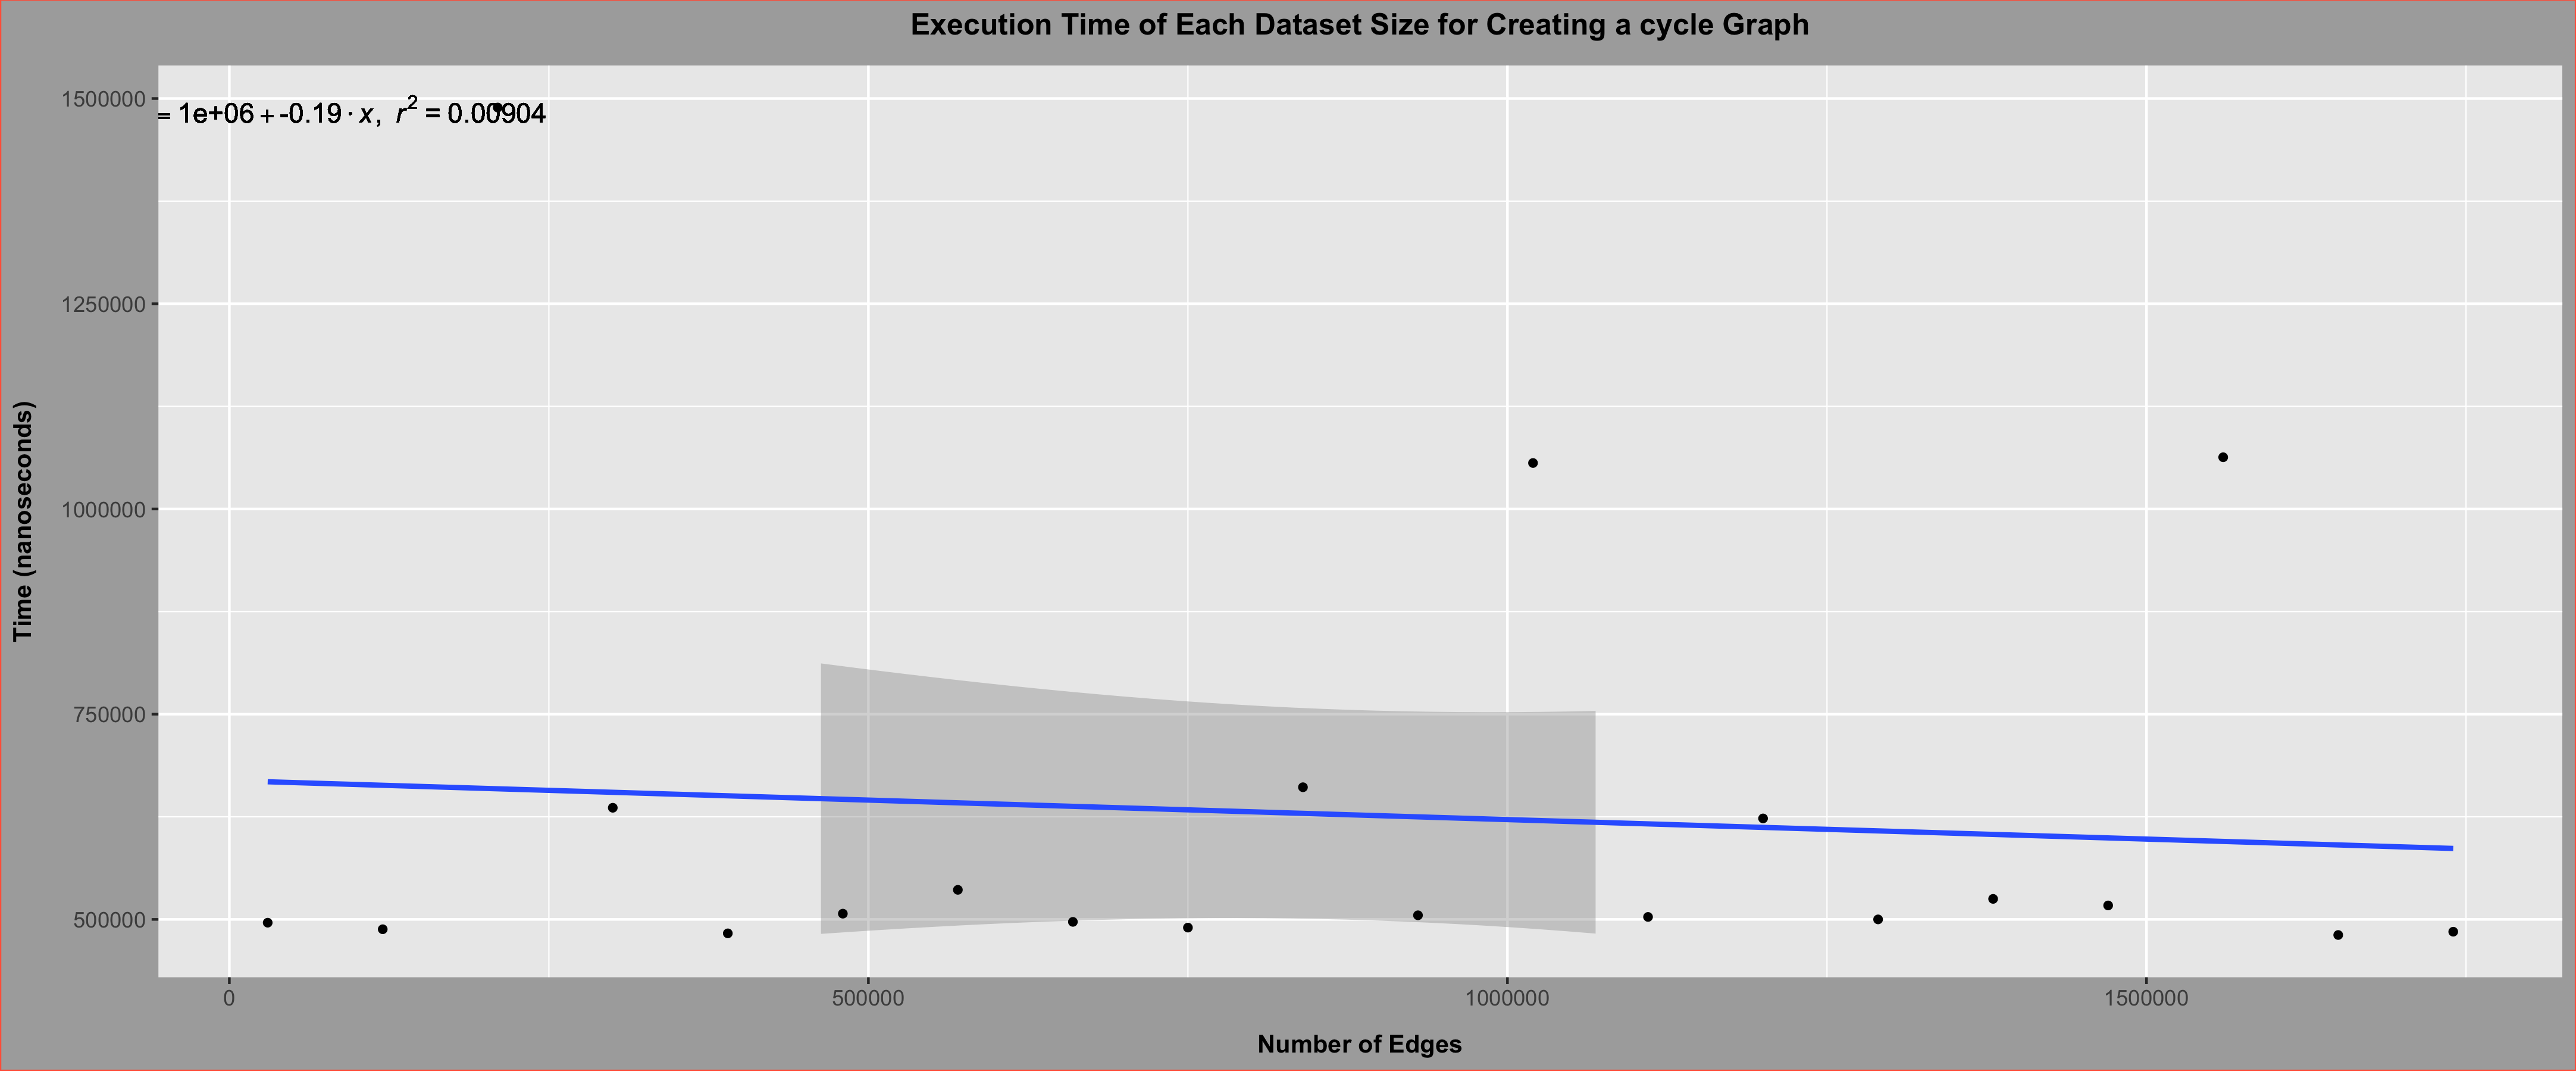 Execution Time of Each Dataset Size for Creating a cycle Graph
= 1e+06 + -0.19 · x, r² = 0.00904
1500000
1250000
1000000
750000
500000
Time (nanoseconds)
0 500000 1000000 1500000
Number of Edges